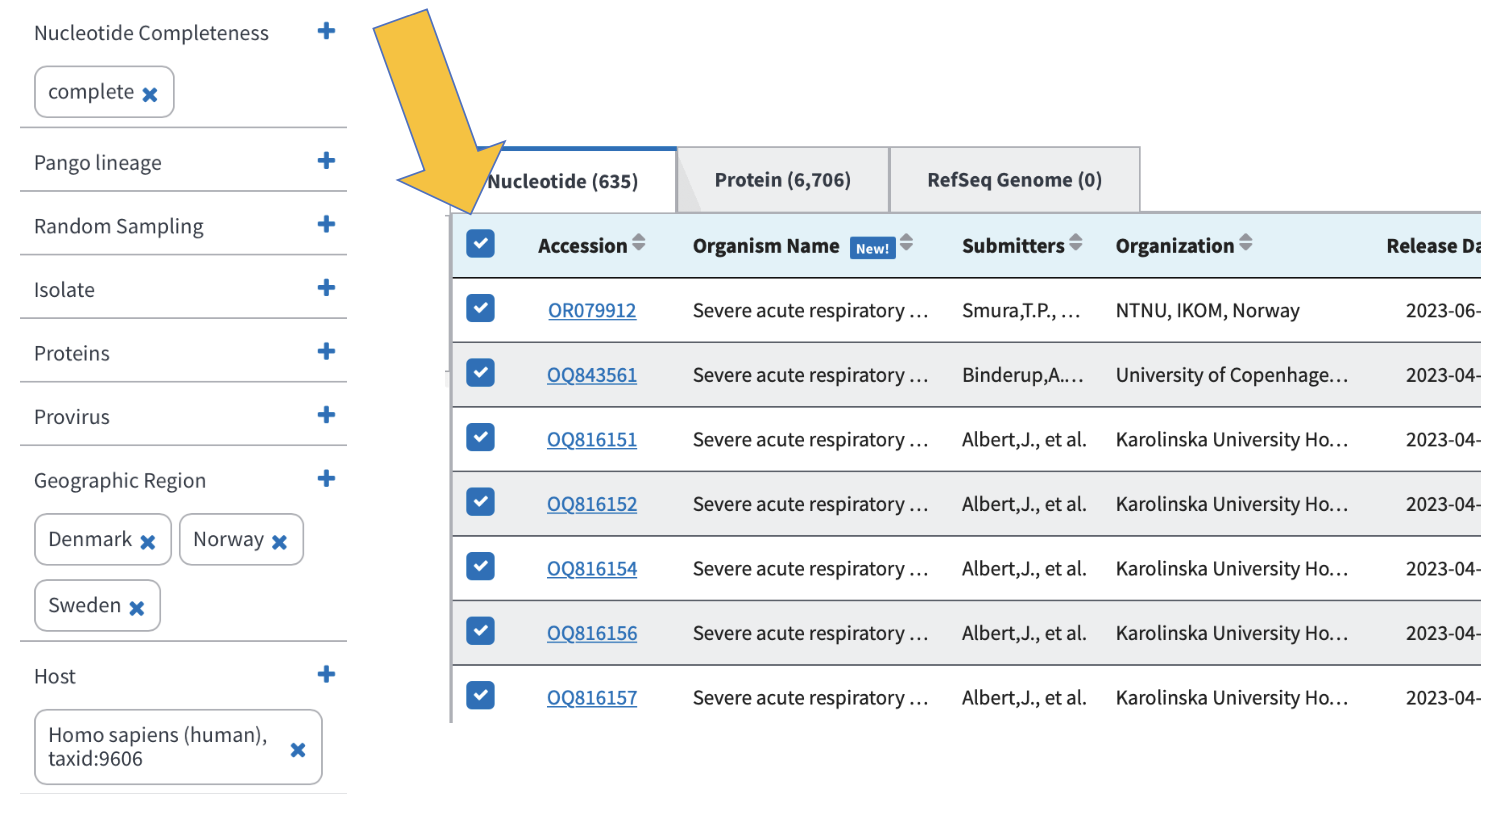 Nucleotide Completeness
complete
Pango lineage
Random Sampling
Isolate
Proteins
Provirus
Geographic Region
Denmark Norway
Sweden
Host
Homo sapiens (human),
taxid:9606
Nucleotide (635) Protein (6,706) RefSeq Genome (0)
Accession Organism Name New! Submitters Organization Release Da
OR079912 Severe acute respiratory ... Smura,T.P., ... NTNU, IKOM, Norway 2023-06-
OQ843561 Severe acute respiratory ... Binderup,A.... University of Copenhage... 2023-04-
OQ816151 Severe acute respiratory ... Albert,J., et al. Karolinska University Ho... 2023-04-
OQ816152 Severe acute respiratory ... Albert,J., et al. Karolinska University Ho... 2023-04-
OQ816154 Severe acute respiratory ... Albert,J., et al. Karolinska University Ho... 2023-04-
OQ816156 Severe acute respiratory ... Albert,J., et al. Karolinska University Ho... 2023-04-
OQ816157 Severe acute respiratory ... Albert,J., et al. Karolinska University Ho... 2023-04-